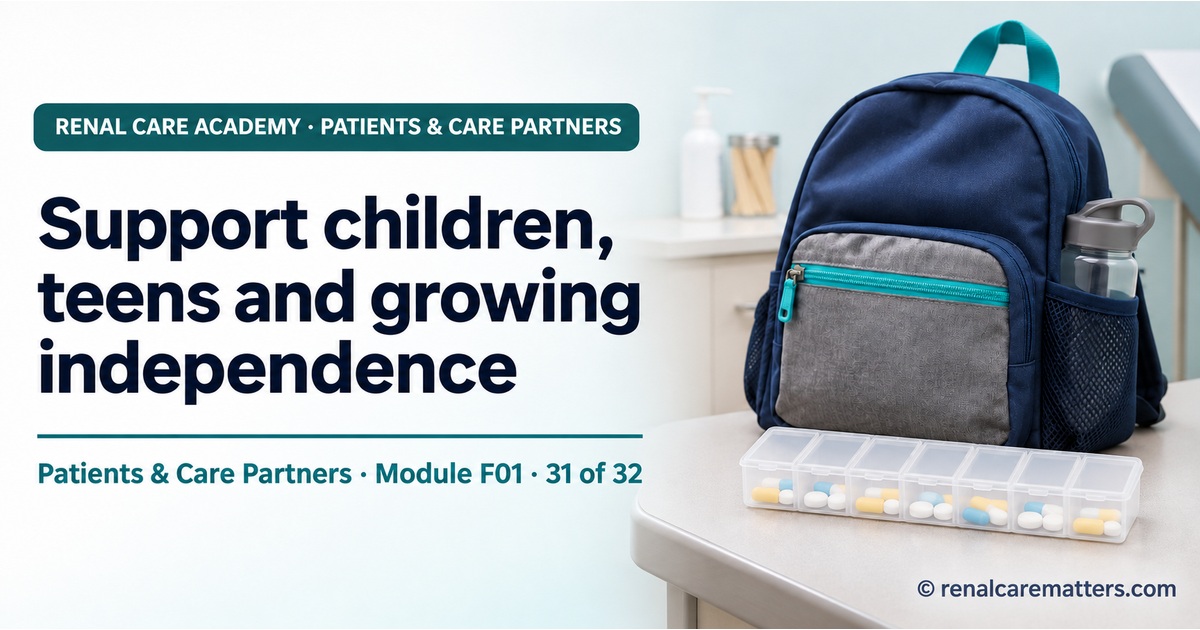 RENAL CARE ACADEMY · PATIENTS & CARE PARTNERS
Support children,
teens and growing
independence
Patients & Care Partners · Module F01 · 31 of 32
© renalcarematters.com